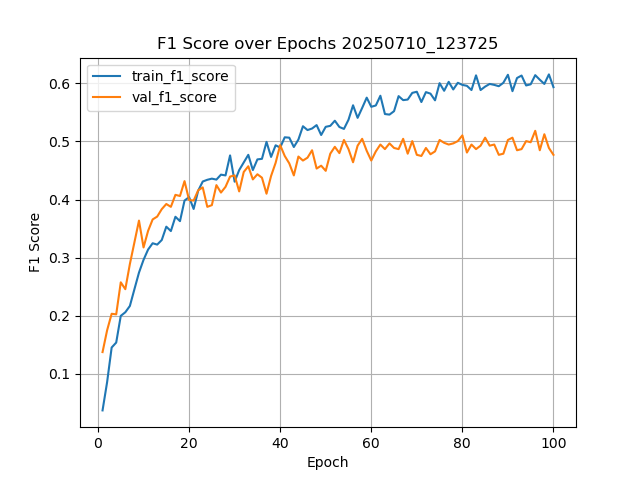 F1 Score over Epochs 20250710_123725
train_f1_score
val_f1_score
F1 Score
0.6
0.5
0.4
0.3
0.2
0.1
0 20 40 60 80 100
Epoch